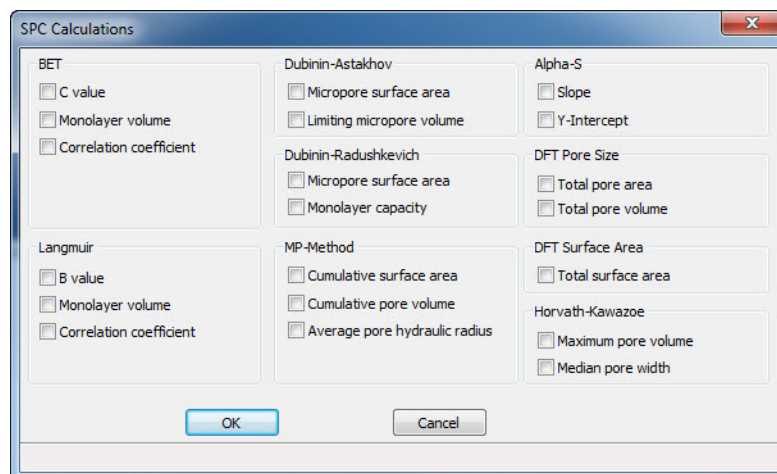 SPC Calculations
BET
C value
Monolayer volume
Correlation coefficient
Langmuir
B value
Monolayer volume
Correlation coefficient
Dubinin-Astakhov
Micropore surface area
Limiting micropore volume
Dubinin-Radushkevich
Micropore surface area
Monolayer capacity
MP-Method
Cumulative surface area
Cumulative pore volume
Average pore hydraulic radius
Alpha-S
Slope
Y-Intercept
DFT Pore Size
Total pore area
Total pore volume
DFT Surface Area
Total surface area
Horvath-Kawazoe
Maximum pore volume
Median pore width
OK
Cancel